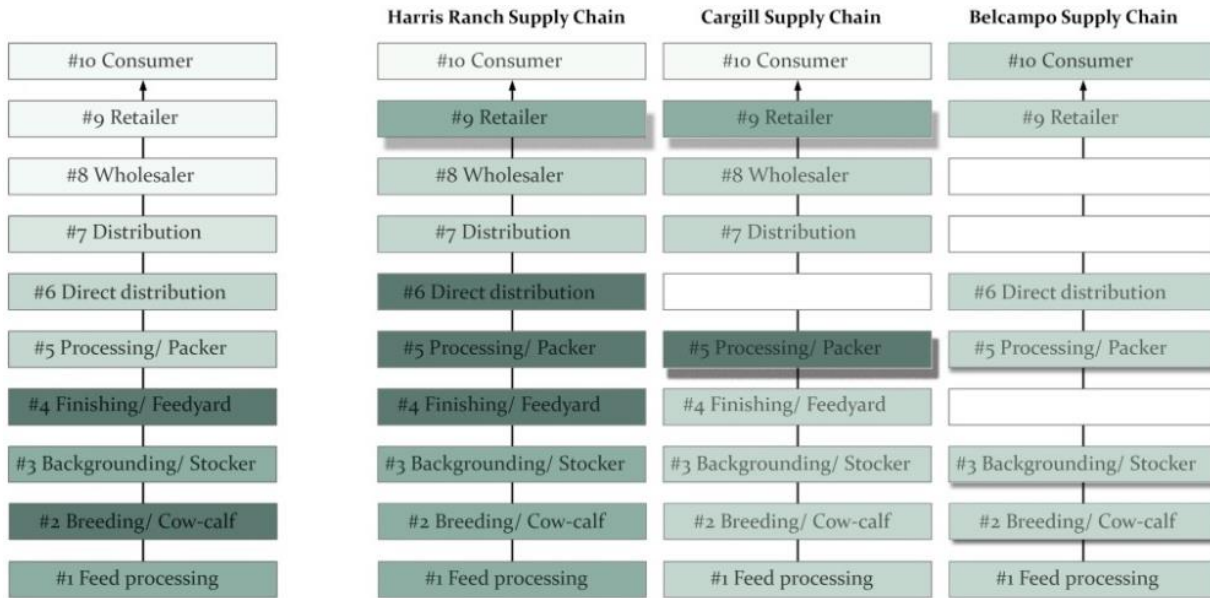 Harris Ranch Supply Chain
Cargill Supply Chain
Belcampo Supply Chain
#10 Consumer
#9 Retailer
#8 Wholesaler
#7 Distribution
#6 Direct distribution
#5 Processing/ Packer
#4 Finishing/ Feedyard
#3 Backgrounding/ Stocker
#2 Breeding/ Cow-calf
#1 Feed processing
#10 Consumer
#9 Retailer
#8 Wholesaler
#7 Distribution
#6 Direct distribution
#5 Processing/ Packer
#4 Finishing/ Feedyard
#3 Backgrounding/ Stocker
#2 Breeding/ Cow-calf
#1 Feed processing
#10 Consumer
#9 Retailer
#8 Wholesaler
#7 Distribution
#5 Processing/ Packer
#4 Finishing/ Feedyard
#3 Backgrounding/ Stocker
#2 Breeding/ Cow-calf
#1 Feed processing
#10 Consumer
#9 Retailer
#6 Direct distribution
#5 Processing/ Packer
#3 Backgrounding/ Stocker
#2 Breeding/ Cow-calf
#1 Feed processing